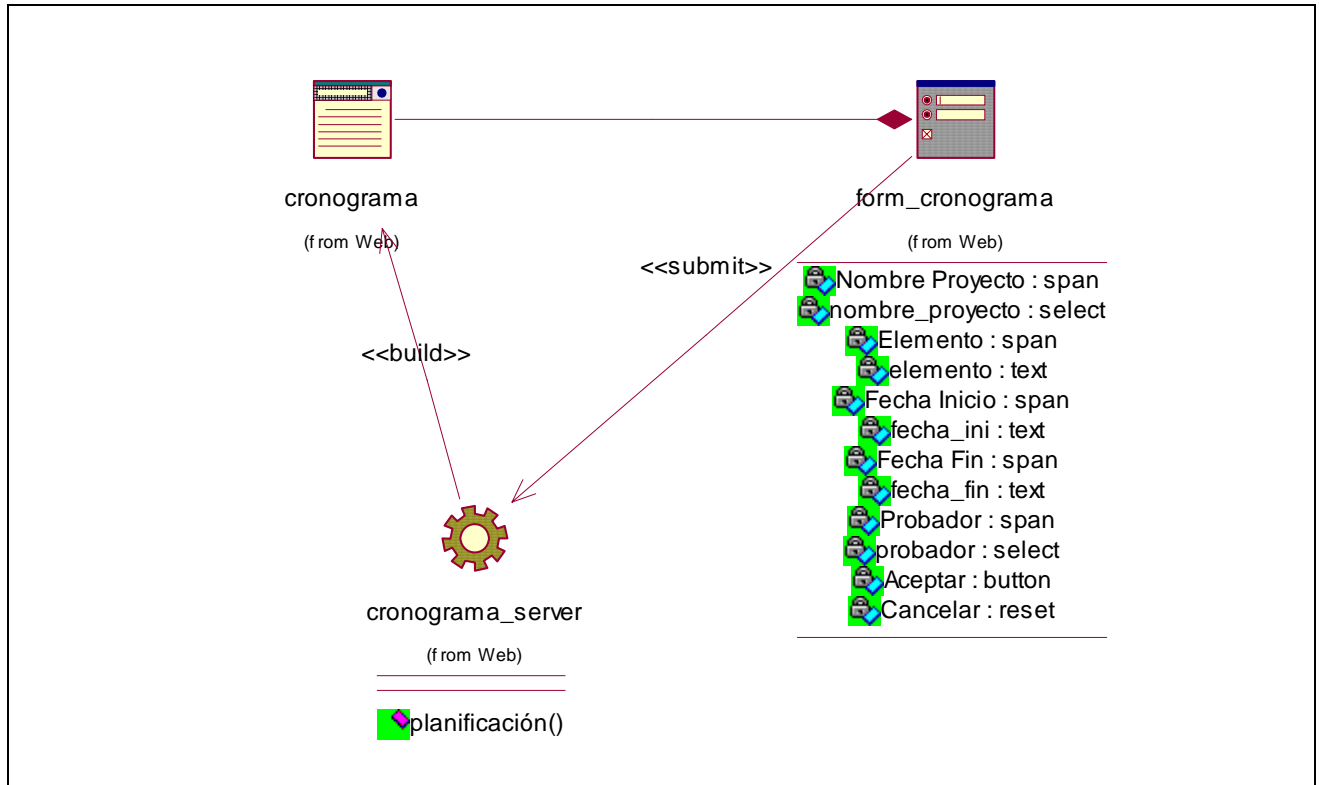 cronograma
(from Web)
form_cronograma
(from Web)
<<submit>>
Nombre Proyecto : span
nombre_proyecto : select
Elemento : span
elemento : text
Fecha Inicio : span
fecha_ini : text
Fecha Fin : span
fecha_fin : text
Probador : span
probador : select
Aceptar : button
Cancelar : reset
<<build>>
cronograma_server
(from Web)
planificación()